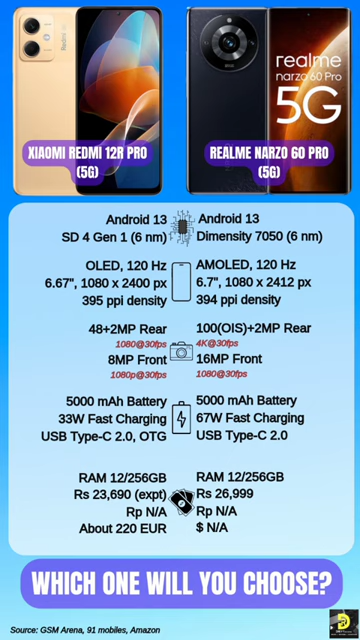 realme
narzo 60 Pro
5G
XIAOMI REDMI 12R PRO
(5G)
REALME NARZO 60 PRO
(5G)
Android 13
SD 4 Gen 1 (6 nm)
Android 13
Dimensity 7050 (6 nm)
OLED, 120 Hz
6.67", 1080 x 2400 px
395 ppi density
AMOLED, 120 Hz
6.7", 1080 x 2412 px
394 ppi density
48+2MP Rear
1080@30fps
8MP Front
1080p@30fps
100(OIS)+2MP Rear
4K@30fps
16MP Front
1080@30fps
5000 mAh Battery
33W Fast Charging
USB Type-C 2.0, OTG
5000 mAh Battery
67W Fast Charging
USB Type-C 2.0
RAM 12/256GB
Rs 23,690 (expt)
Rp N/A
About 220 EUR
RAM 12/256GB
Rs 26,999
Rp N/A
$ N/A
WHICH ONE WILL YOU CHOOSE?
Source: GSM Arena, 91 mobiles, Amazon